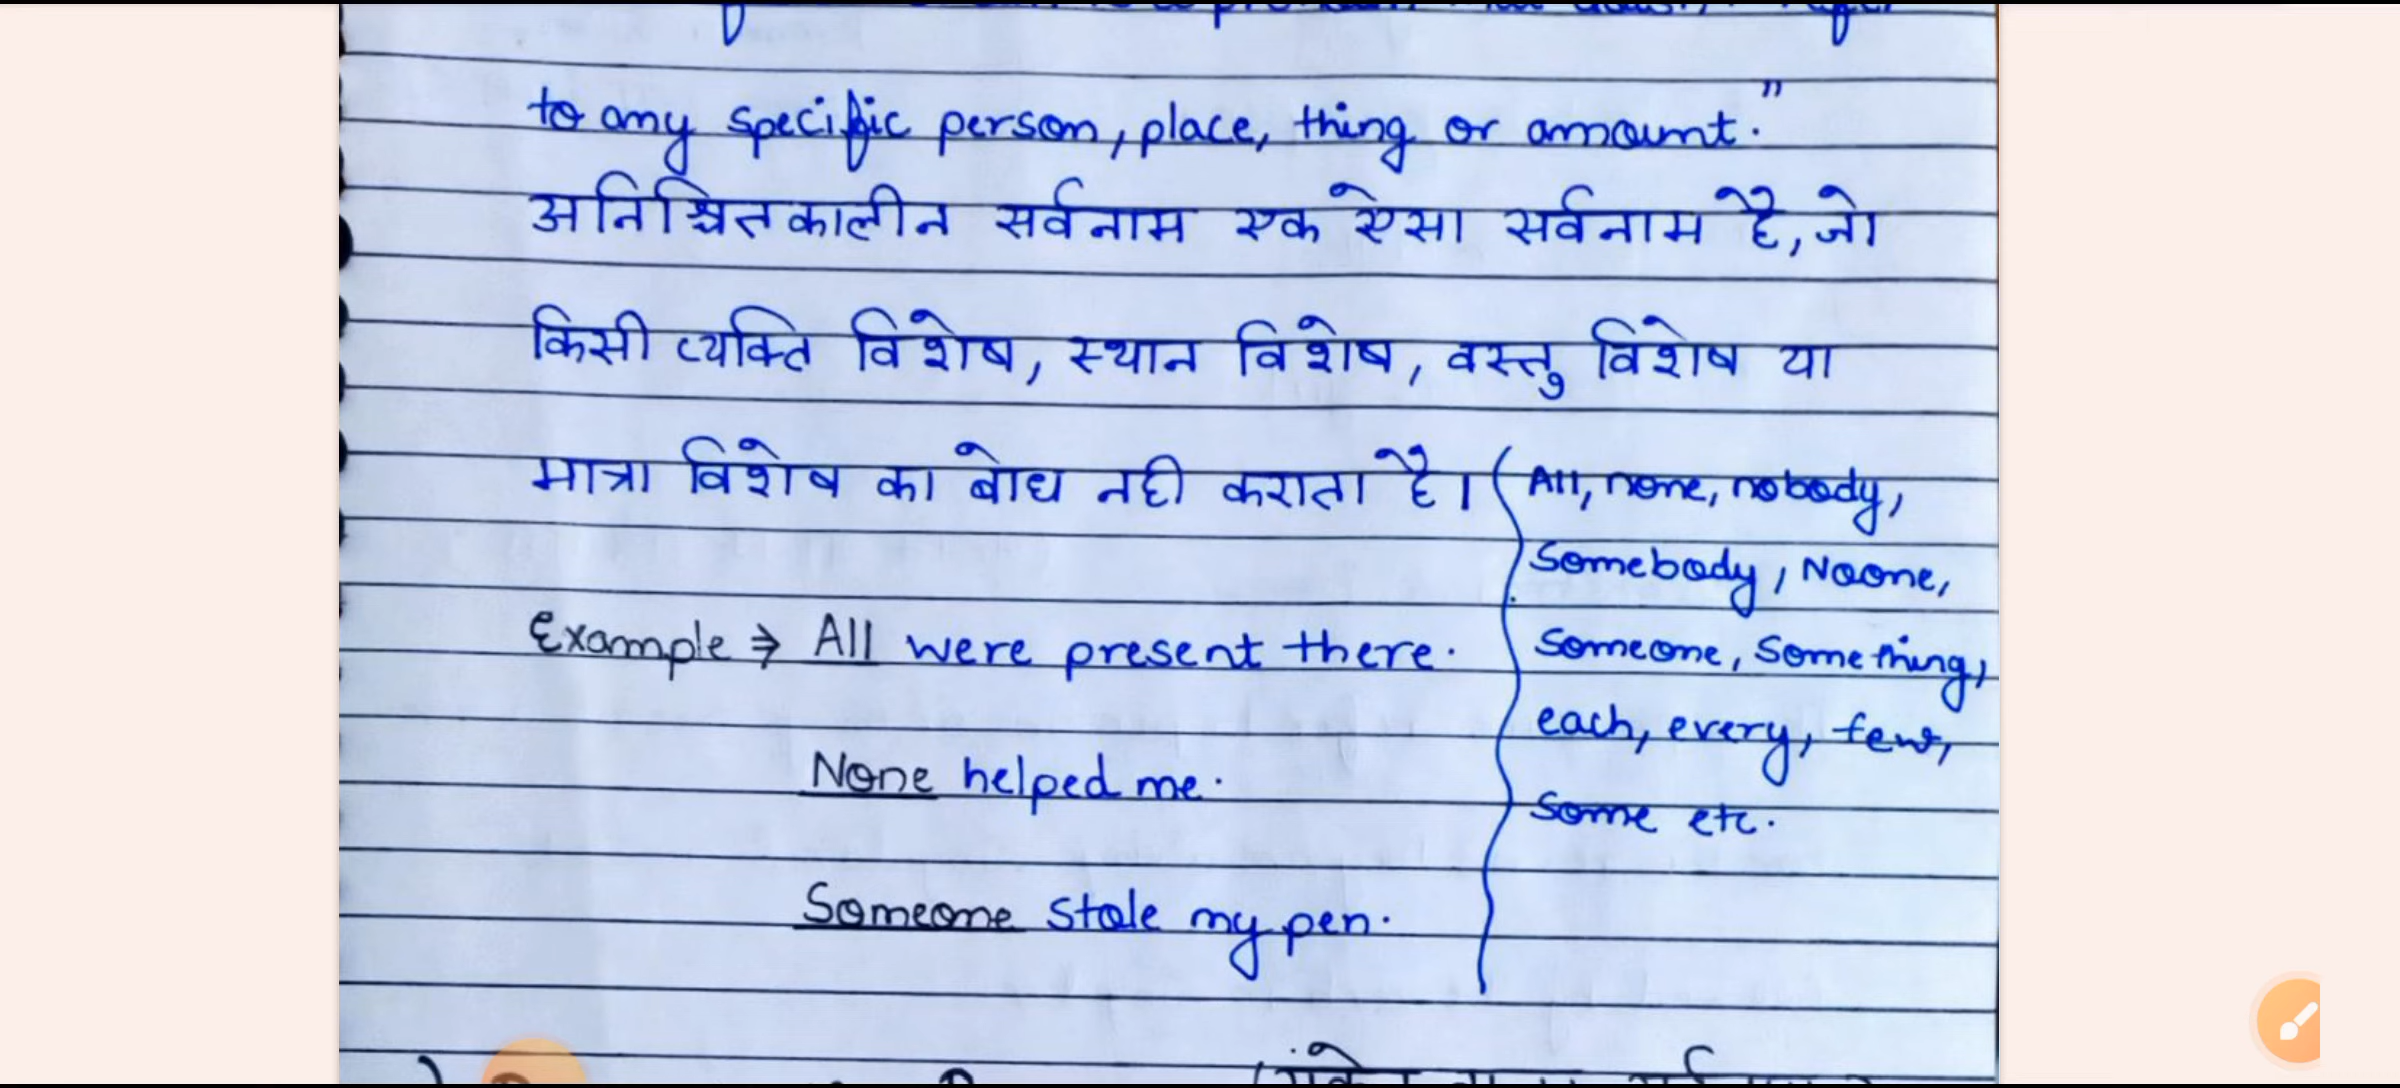 to any specific person, place, thing or amount."
अनिश्चितकालीन सर्वनाम एक ऐसा सर्वनाम है, जो
किसी व्यक्ति विशेष, स्थान विशेष, वस्तु विशेष या
मात्रा विशेष का बोध नही कराता है।
Example ⇒ All were present there.
None helped me.
Someone stole my pen.
All, none, nobody,
Somebody, Noone,
Someone, Something,
each, every, few,
Some etc.